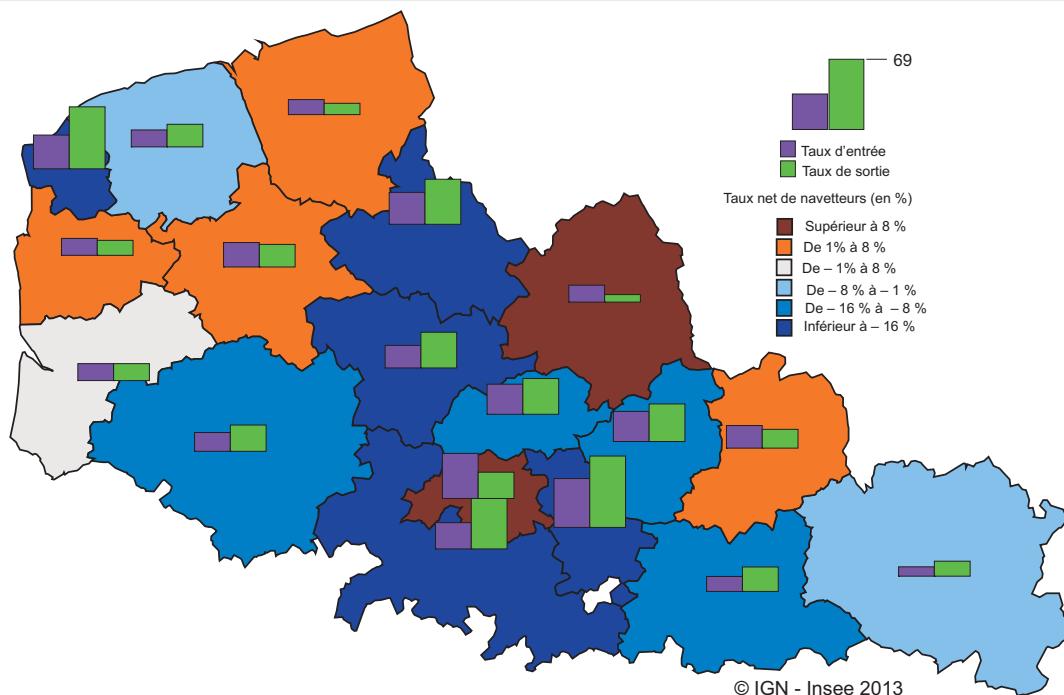 69
Taux d'entrée
Taux de sortie
Taux net de navetteurs (en %)
Supérieur à 8 %
De 1% à 8 %
De – 1% à 8 %
De – 8 % à – 1 %
De – 16 % à – 8 %
Inférieur à – 16 %
© IGN - Insee 2013